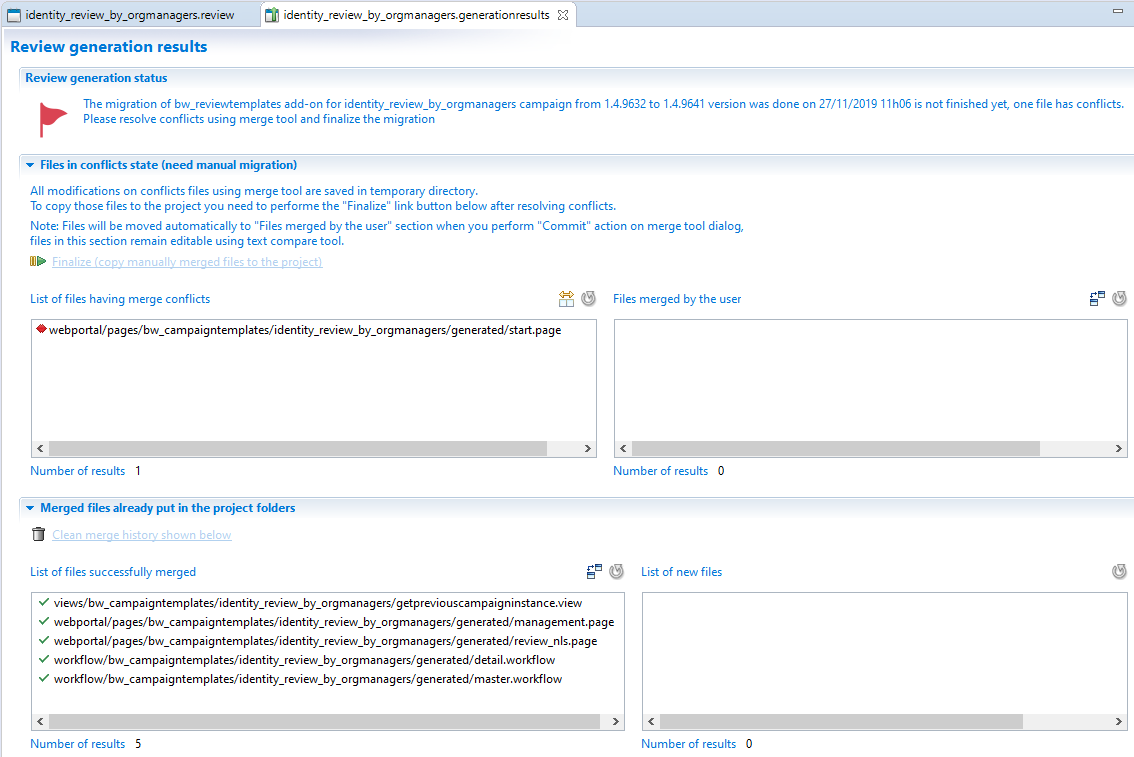 identity_review_by_orgmanagers.review
identity_review_by_orgmanagers.generationresults
Review generation results
Review generation status
The migration of bw_reviewtemplates add-on for identity_review_by_orgmanagers campaign from 1.4.9632 to 1.4.9641 version was done on 27/11/2019 11h06 is not finished yet, one file has conflicts.
Please resolve conflicts using merge tool and finalize the migration
Files in conflicts state (need manual migration)
All modifications on conflicts files using merge tool are saved in temporary directory.
To copy those files to the project you need to performe the "Finalize" link button below after resolving conflicts.
Note: Files will be moved automatically to "Files merged by the user" section when you perform "Commit" action on merge tool dialog,
files in this section remain editable using text compare tool.
Finalize (copy manually merged files to the project)
List of files having merge conflicts
Files merged by the user
webportal/pages/bw_campaigntemplates/identity_review_by_orgmanagers/generated/start.page
Number of results 1
Number of results 0
Merged files already put in the project folders
Clean merge history shown below
List of files successfully merged
List of new files
views/bw_campaigntemplates/identity_review_by_orgmanagers/getpreviouscampaigninstance.view
webportal/pages/bw_campaigntemplates/identity_review_by_orgmanagers/generated/management.page
webportal/pages/bw_campaigntemplates/identity_review_by_orgmanagers/generated/review_nls.page
workflow/bw_campaigntemplates/identity_review_by_orgmanagers/generated/detail.workflow
workflow/bw_campaigntemplates/identity_review_by_orgmanagers/generated/master.workflow
Number of results 5
Number of results 0